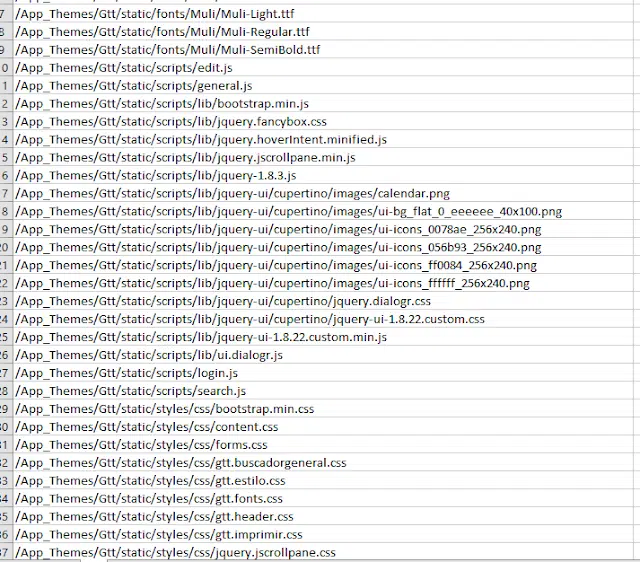 7 /App_Themes/Gtt/static/fonts/Muli/Muli-Light.ttf
8 /App_Themes/Gtt/static/fonts/Muli/Muli-Regular.ttf
9 /App_Themes/Gtt/static/fonts/Muli/Muli-SemiBold.ttf
0 /App_Themes/Gtt/static/scripts/edit.js
1 /App_Themes/Gtt/static/scripts/general.js
2 /App_Themes/Gtt/static/scripts/lib/bootstrap.min.js
3 /App_Themes/Gtt/static/scripts/lib/jquery.fancybox.css
4 /App_Themes/Gtt/static/scripts/lib/jquery.hoverIntent.minified.js
5 /App_Themes/Gtt/static/scripts/lib/jquery.jscrollpane.min.js
6 /App_Themes/Gtt/static/scripts/lib/jquery-1.8.3.js
7 /App_Themes/Gtt/static/scripts/lib/jquery-ui/cupertino/images/calendar.png
8 /App_Themes/Gtt/static/scripts/lib/jquery-ui/cupertino/images/ui-bg_flat_0_eeeeee_40x100.png
9 /App_Themes/Gtt/static/scripts/lib/jquery-ui/cupertino/images/ui-icons_0078ae_256x240.png
20 /App_Themes/Gtt/static/scripts/lib/jquery-ui/cupertino/images/ui-icons_056b93_256x240.png
21 /App_Themes/Gtt/static/scripts/lib/jquery-ui/cupertino/images/ui-icons_ff0084_256x240.png
22 /App_Themes/Gtt/static/scripts/lib/jquery-ui/cupertino/images/ui-icons_ffffff_256x240.png
23 /App_Themes/Gtt/static/scripts/lib/jquery-ui/cupertino/jquery.dialogr.css
24 /App_Themes/Gtt/static/scripts/lib/jquery-ui/cupertino/jquery-ui-1.8.22.custom.css
25 /App_Themes/Gtt/static/scripts/lib/jquery-ui-1.8.22.custom.min.js
26 /App_Themes/Gtt/static/scripts/lib/ui.dialogr.js
27 /App_Themes/Gtt/static/scripts/login.js
28 /App_Themes/Gtt/static/scripts/search.js
29 /App_Themes/Gtt/static/styles/css/bootstrap.min.css
30 /App_Themes/Gtt/static/styles/css/content.css
31 /App_Themes/Gtt/static/styles/css/forms.css
32 /App_Themes/Gtt/static/styles/css/gtt.buscadorgeneral.css
33 /App_Themes/Gtt/static/styles/css/gtt.estilo.css
34 /App_Themes/Gtt/static/styles/css/gtt.fonts.css
35 /App_Themes/Gtt/static/styles/css/gtt.header.css
36 /App_Themes/Gtt/static/styles/css/gtt.imprimir.css
37 /App_Themes/Gtt/static/styles/css/jquery.jscrollpane.css